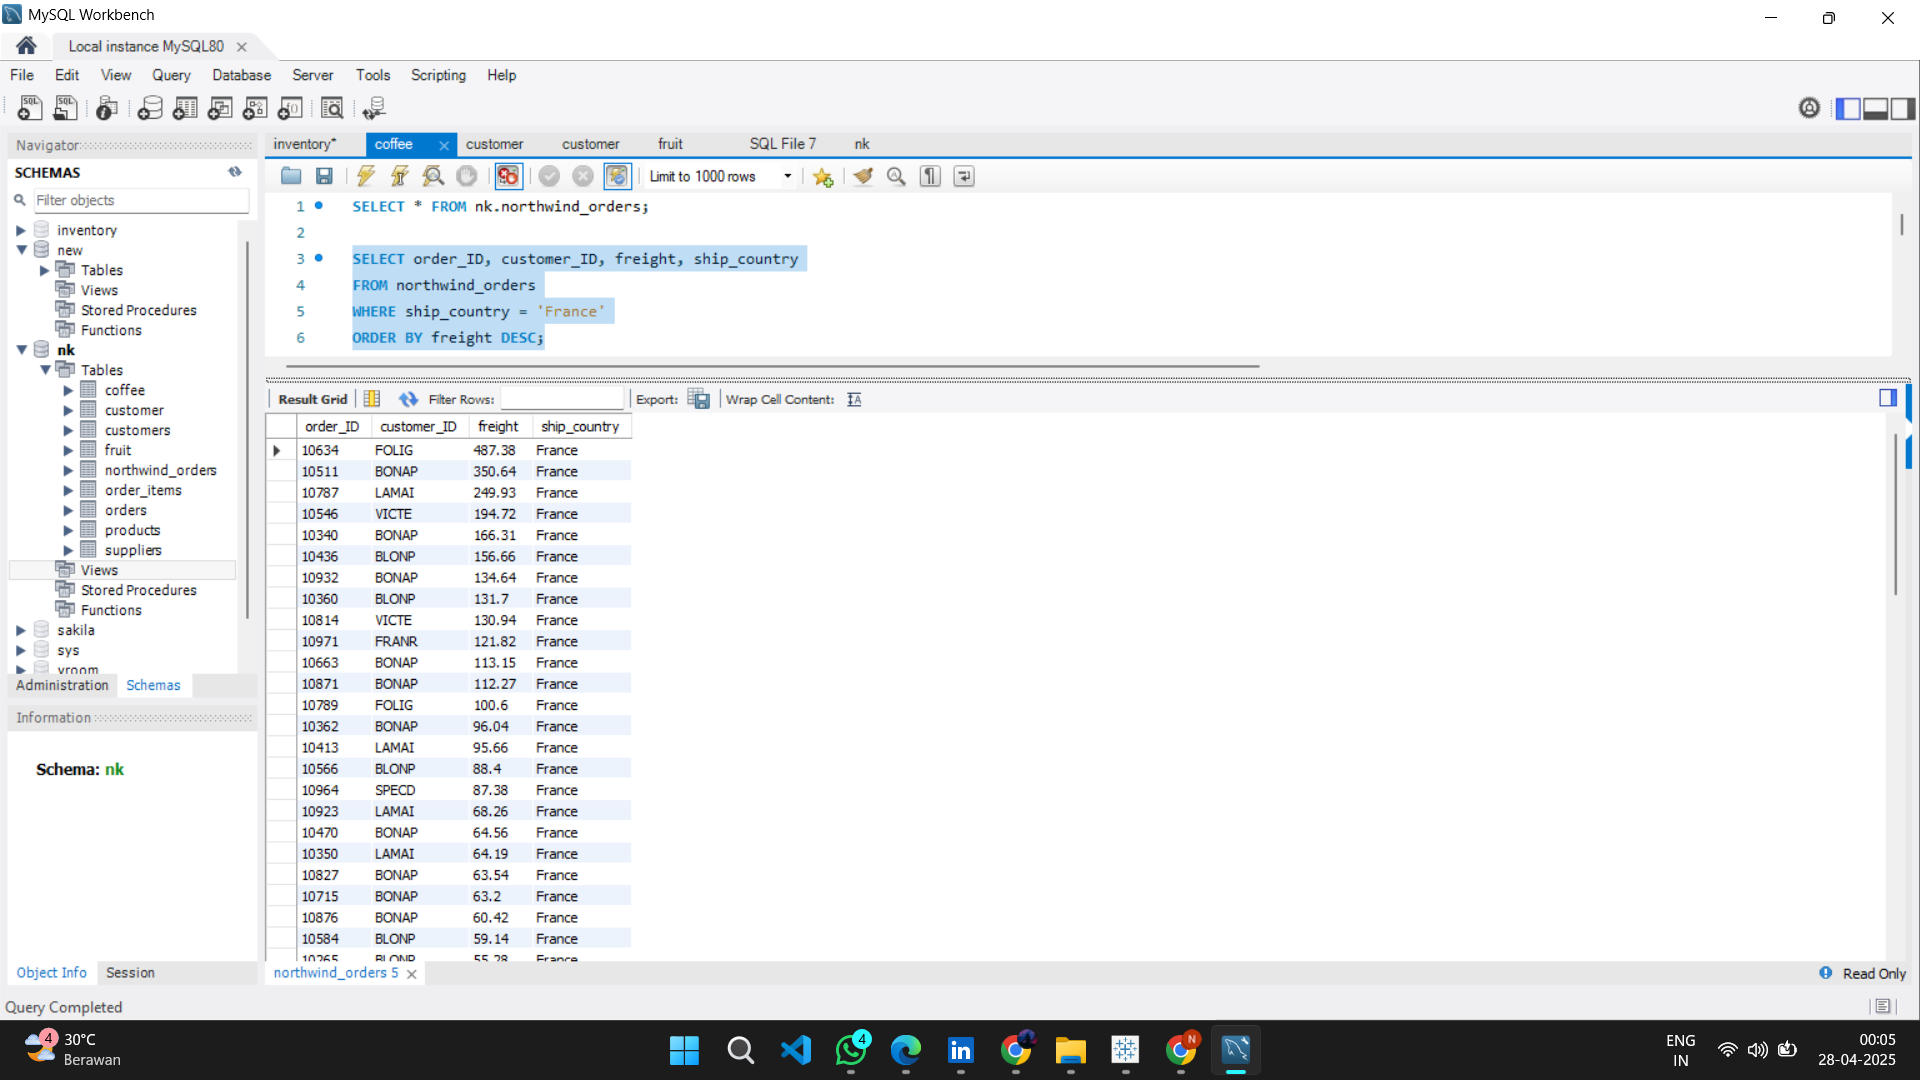 MySQL Workbench
Local instance MySQL80
File Edit View Query Database Server Tools Scripting Help
Navigator
SCHEMAS
Filter objects
inventory
new
Tables
Views
Stored Procedures
Functions
nk
Tables
coffee
customer
customers
fruit
northwind_orders
order_items
orders
products
suppliers
Views
Stored Procedures
Functions
sakila
sys
vroom
Administration Schemas
Information
Schema: nk
Object Info Session
inventory* coffee customer customer fruit SQL File 7 nk
Limit to 1000 rows
1 SELECT * FROM nk.northwind_orders;
2
3 SELECT order_ID, customer_ID, freight, ship_country
4 FROM northwind_orders
5 WHERE ship_country = 'France'
6 ORDER BY freight DESC;
Result Grid Filter Rows: Export: Wrap Cell Content:
order_ID customer_ID freight ship_country
10634 FOLIG 487.38 France
10511 BONAP 350.64 France
10787 LAMAI 249.93 France
10546 VICTE 194.72 France
10340 BONAP 166.31 France
10436 BLONP 156.66 France
10932 BONAP 134.64 France
10360 BLONP 131.7 France
10814 VICTE 130.94 France
10971 FRANR 121.82 France
10663 BONAP 113.15 France
10871 BONAP 112.27 France
10789 FOLIG 100.6 France
10362 BONAP 96.04 France
10413 LAMAI 95.66 France
10566 BLONP 88.4 France
10964 SPECD 87.38 France
10923 LAMAI 68.26 France
10470 BONAP 64.56 France
10350 LAMAI 64.19 France
10827 BONAP 63.54 France
10715 BONAP 63.2 France
10876 BONAP 60.42 France
10584 BLONP 59.14 France
10265 BLONP 55.28 France
northwind_orders 5
Read Only
Query Completed
4
30°C
Berawan
4
N
ENG
IN
00:05
28-04-2025